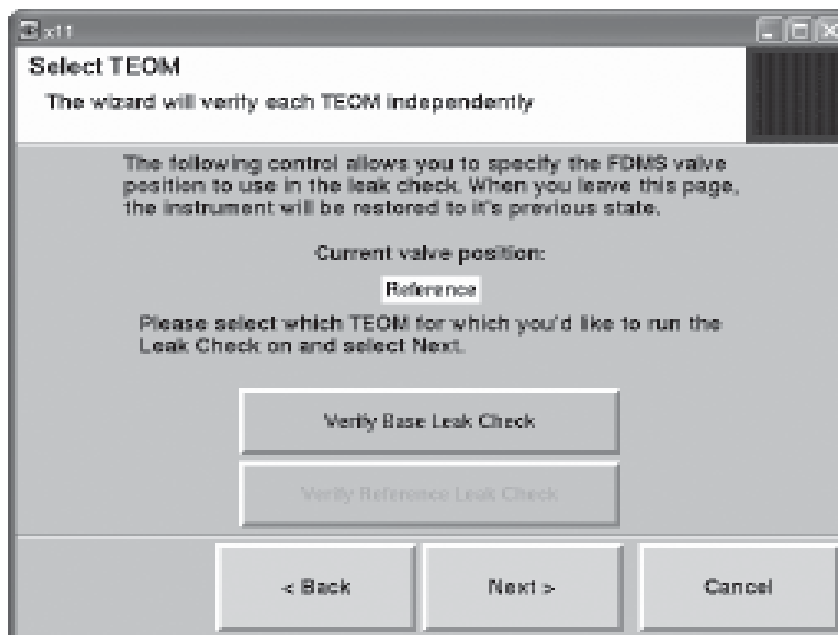 x11
Select TEOM
The wizard will verify each TEOM independently
The following control allows you to specify the FDMS valve
position to use in the leak check. When you leave this page,
the instrument will be restored to it's previous state.
Current valve position:
Reference
Please select which TEOM for which you'd like to run the
Leak Check on and select Next.
Verify Base Leak Check
Verify Reference Leak Check
< Back
Next >
Cancel